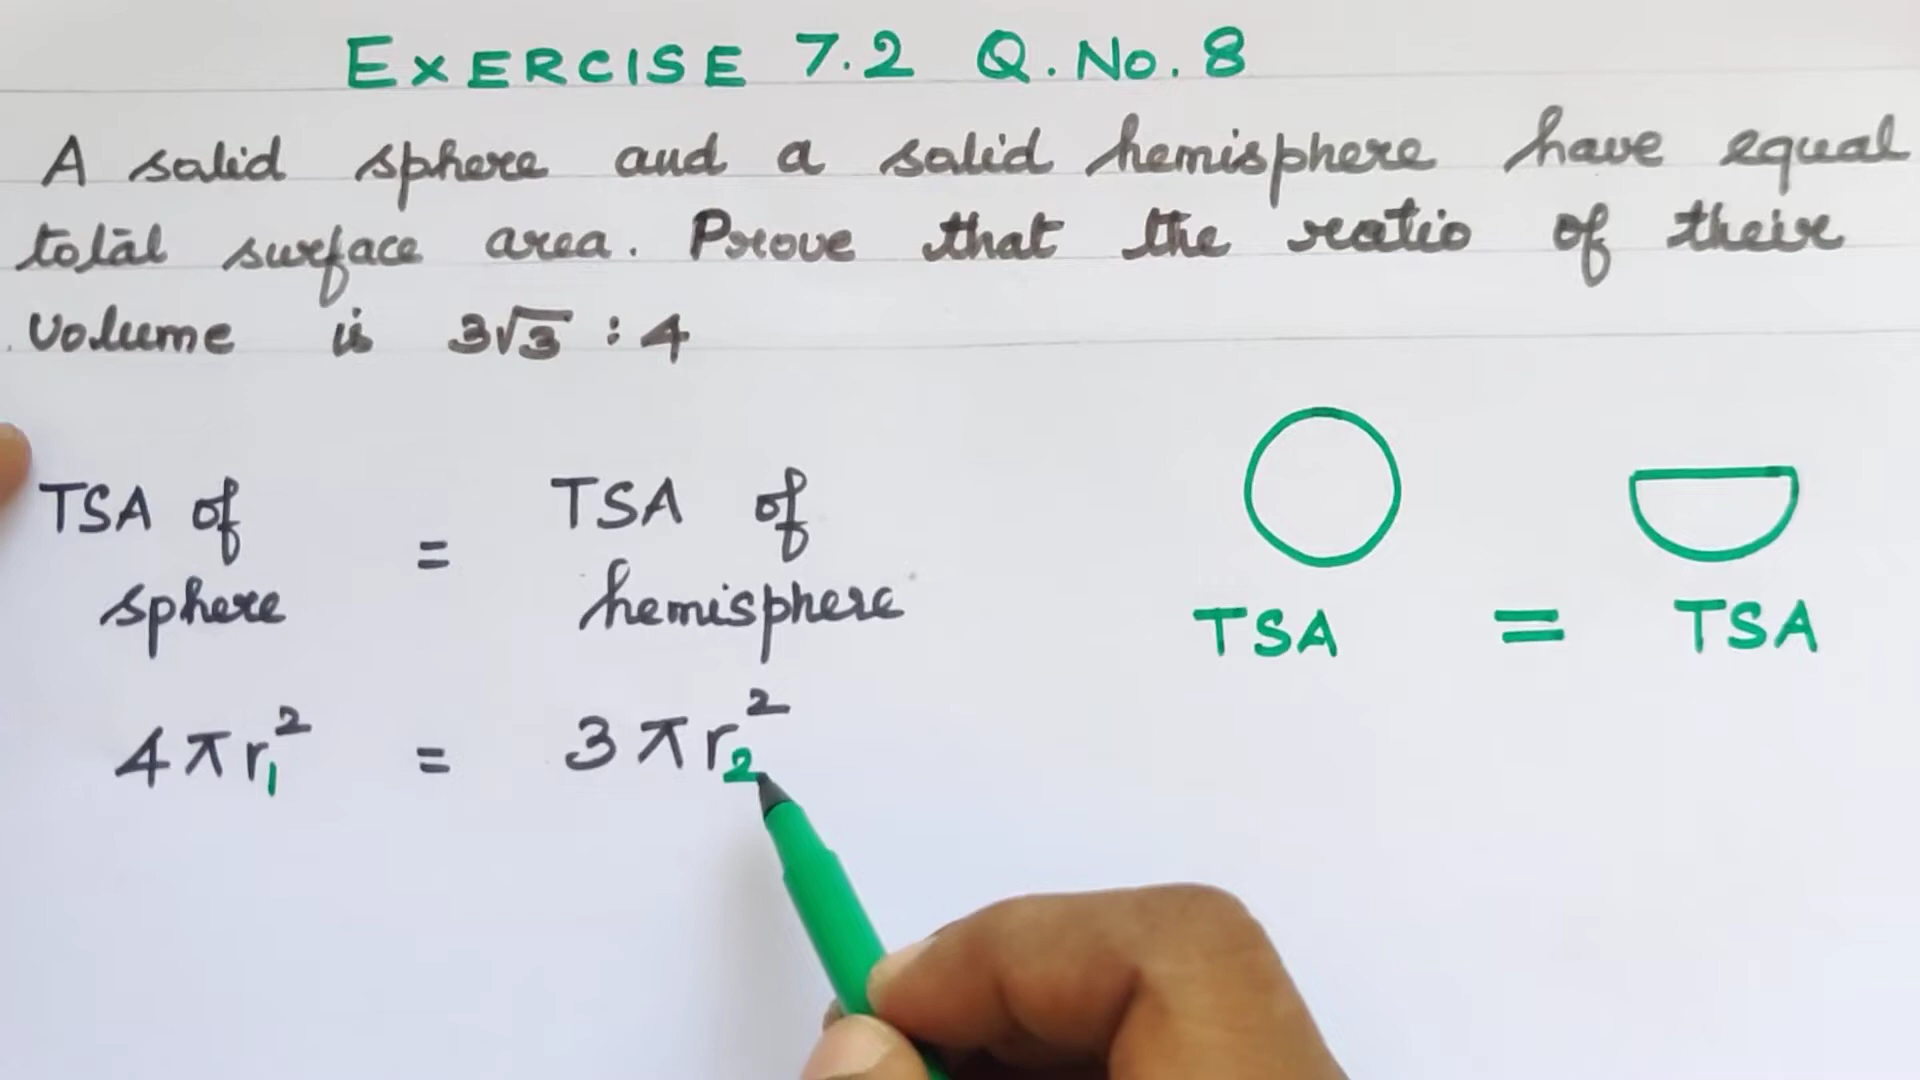 EXERCISE 7.2 Q.No.8
A solid sphere and a solid hemisphere have equal
total surface area. Prove that the ratio of their
volume is 3√3 : 4
TSA of sphere = TSA of hemisphere
4πr₁² = 3πr₂²
TSA = TSA